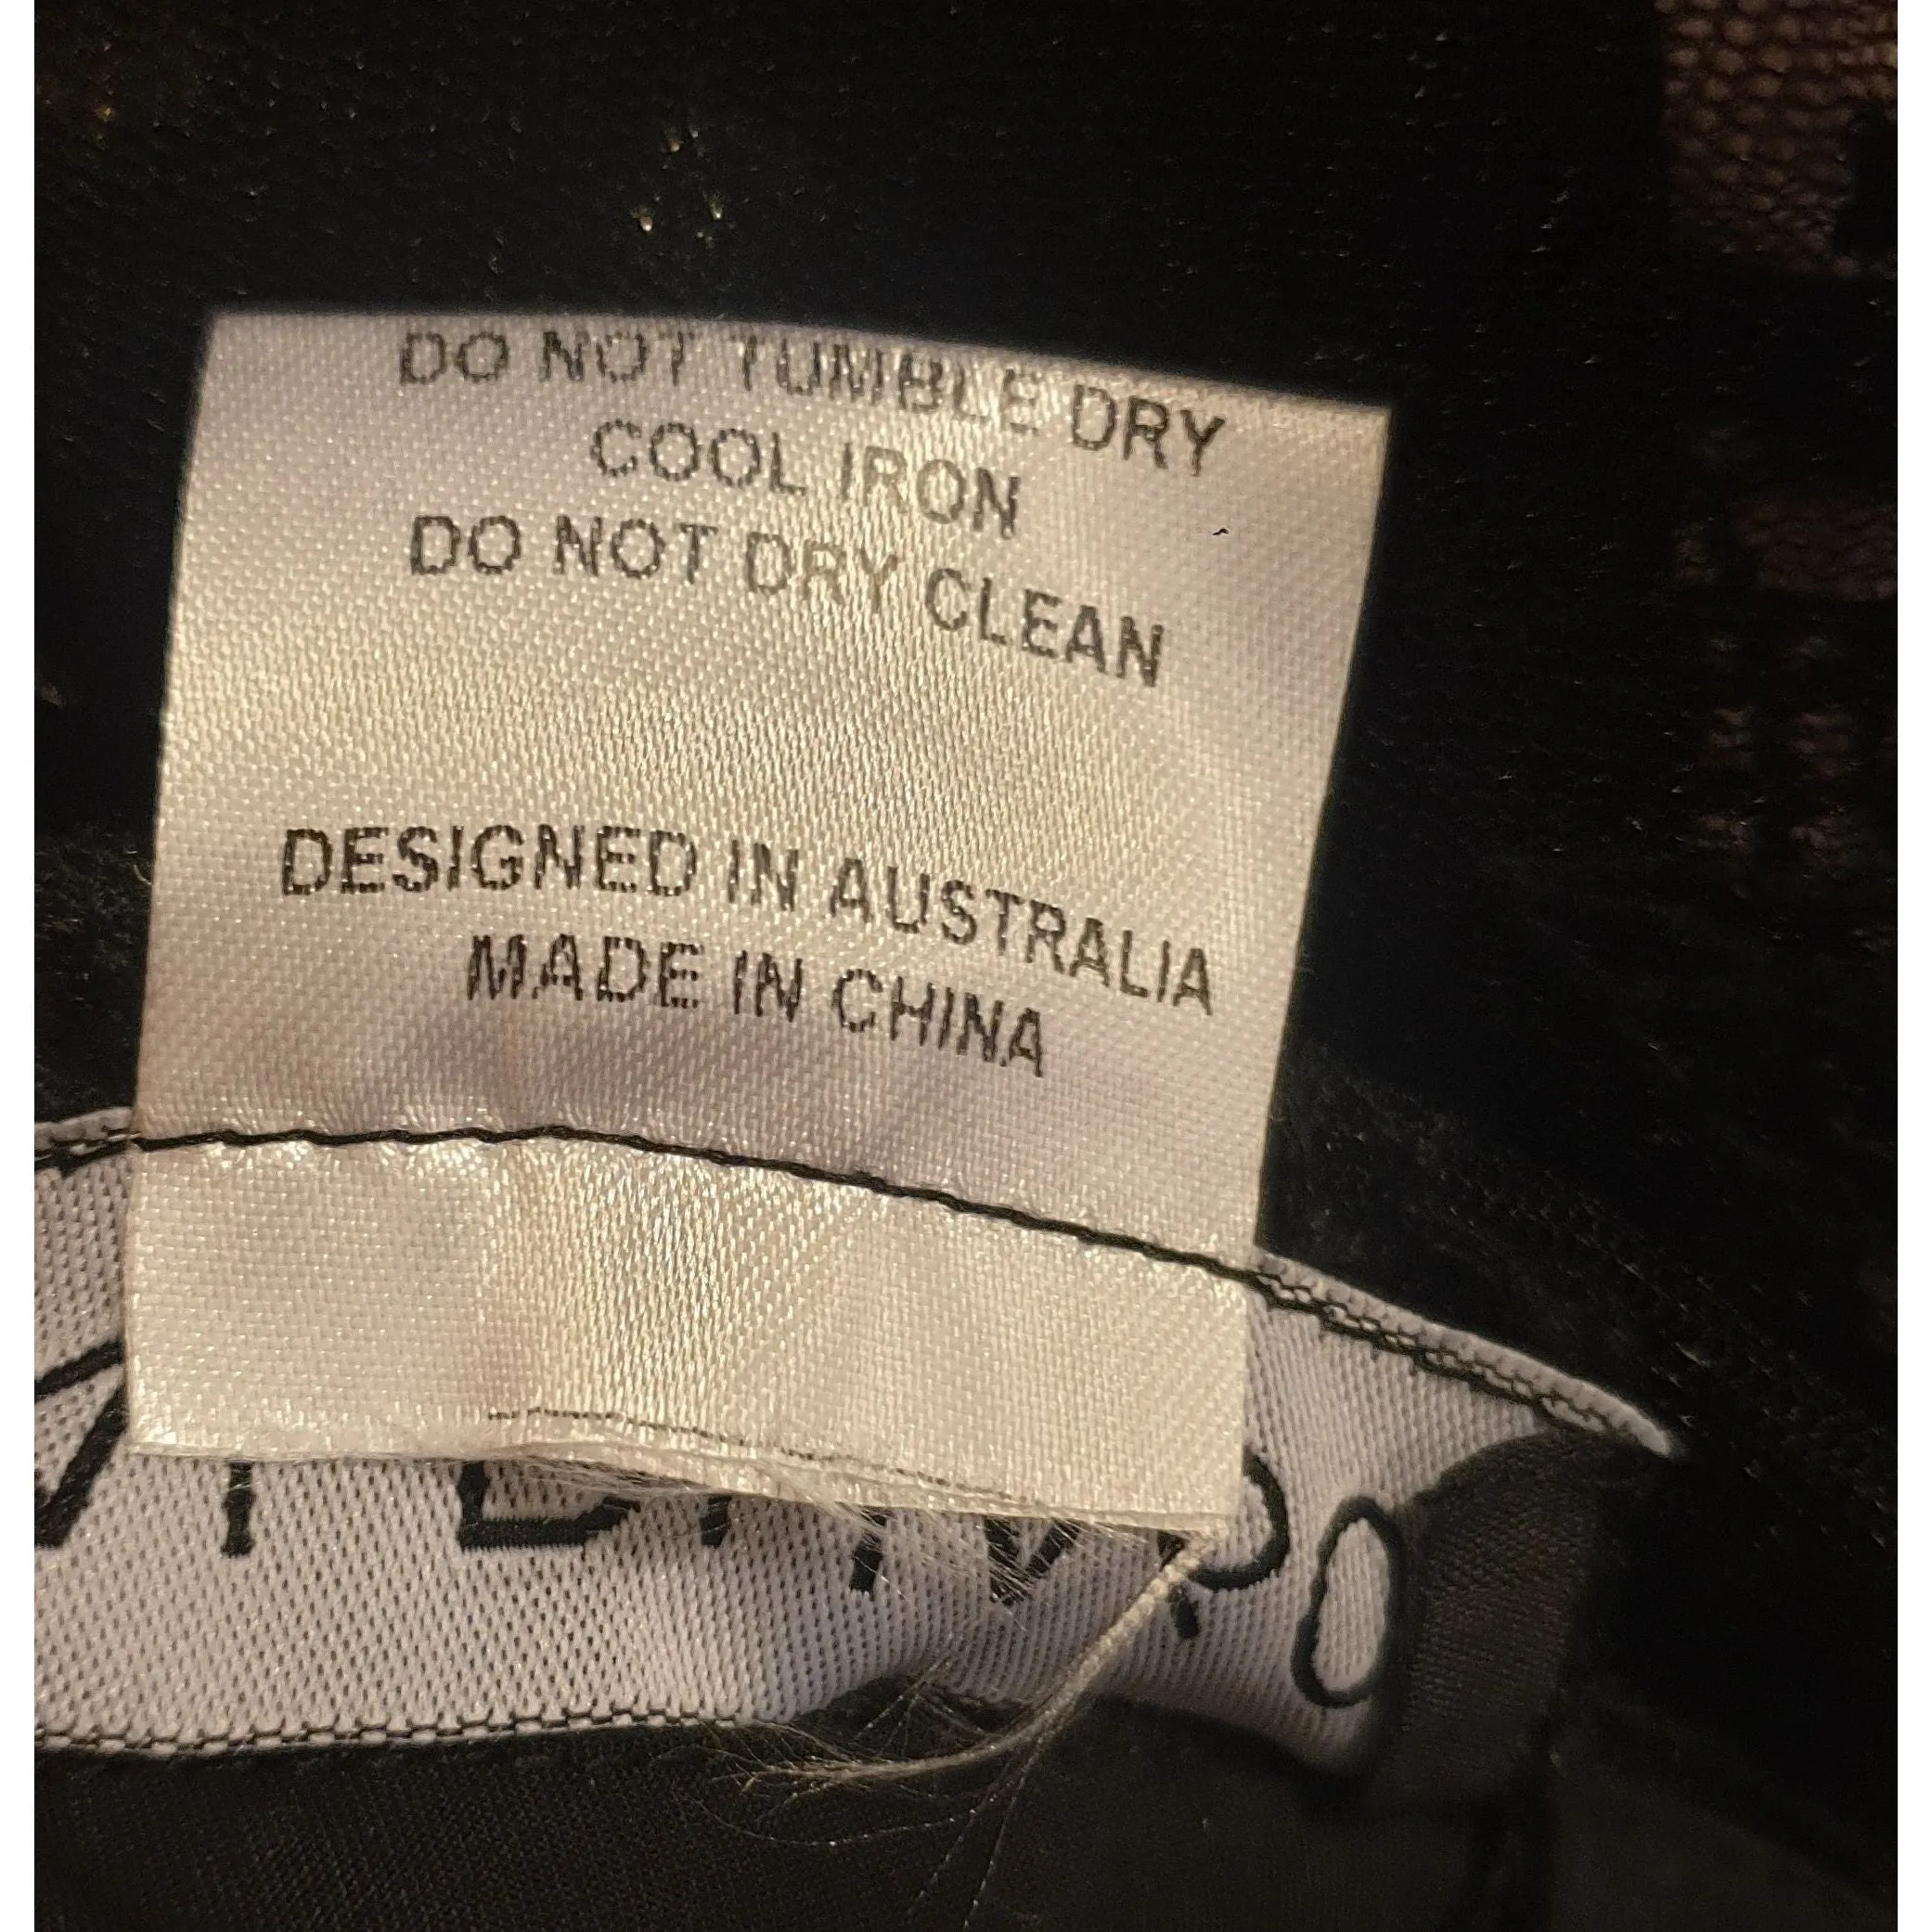 DO NOT TUMBLE DRY
COOL IRON
DO NOT DRY CLEAN
DESIGNED IN AUSTRALIA
MADE IN CHINA